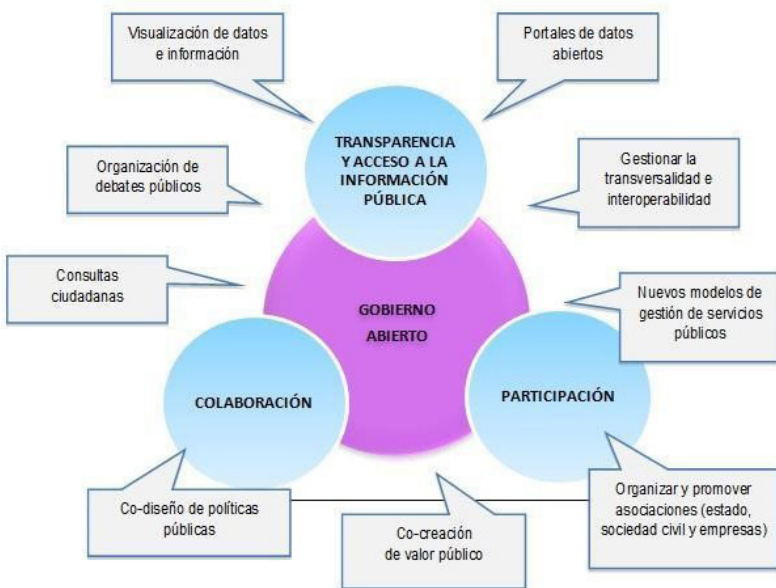 Visualización de datos
e información
Portales de datos
abiertos
TRANSPARENCIA
Y ACCESO A LA
INFORMACIÓN
PÚBLICA
Organización de
debates públicos
Gestionar la
transversalidad e
interoperabilidad
Consultas
ciudadanas
GOBIERNO
ABIERTO
Nuevos modelos de
gestión de servicios
públicos
COLABORACIÓN
PARTICIPACIÓN
Co-diseño de políticas
públicas
Co-creación
de valor público
Organizar y promover
asociaciones (estado,
sociedad civil y empresas)